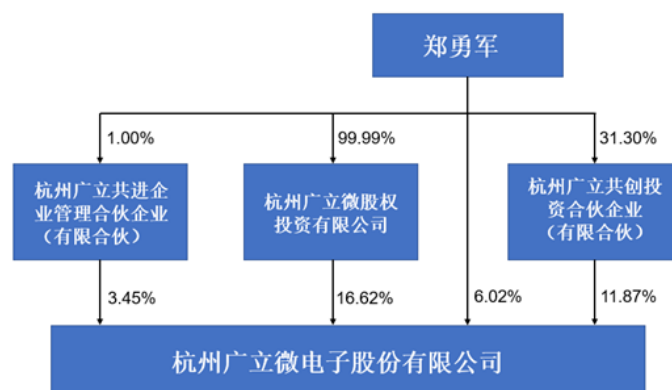 郑勇军
1.00%
99.99%
31.30%
杭州广立共进企
业管理合伙企业
（有限合伙）
杭州广立微股权
投资有限公司
杭州广立共创投
资合伙企业
（有限合伙）
3.45%
16.62%
6.02%
11.87%
杭州广立微电子股份有限公司